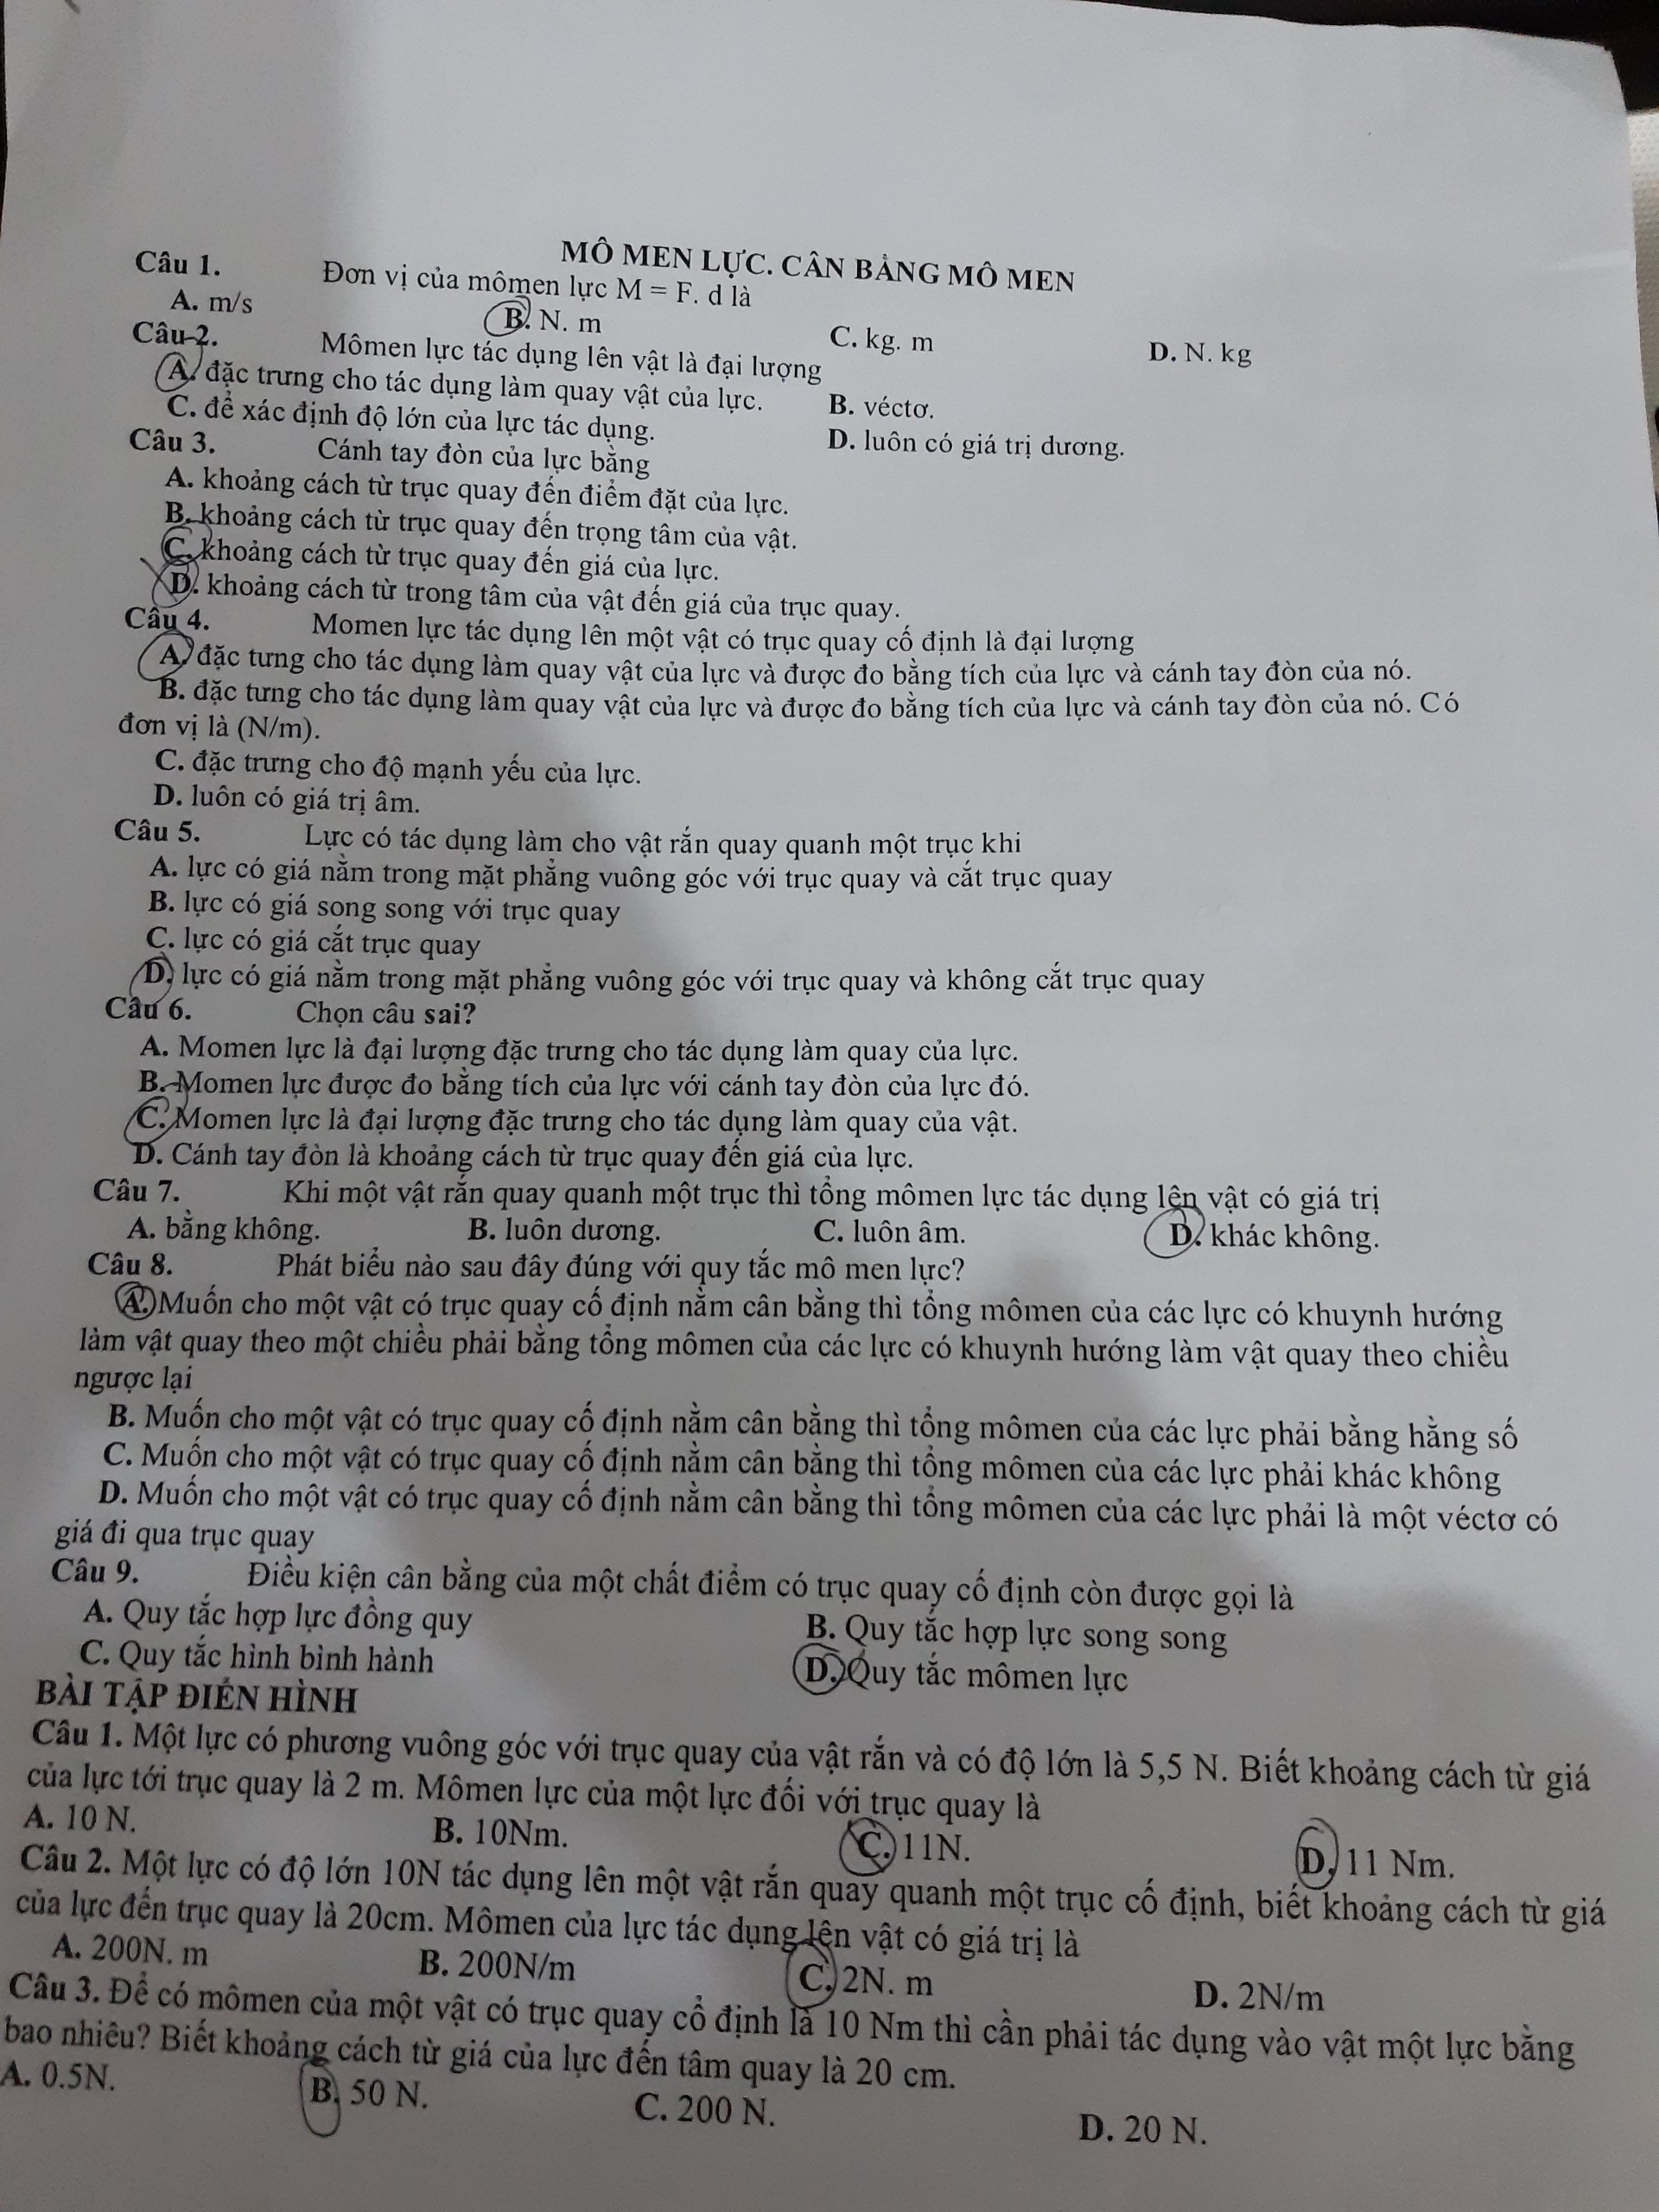 MÔ MEN LỰC. CÂN BẰNG MÔ MEN
Câu 1. Đơn vị của mômen lực M = F. d là
A. m/s B. N. m C. kg. m D. N. kg
Câu 2. Mômen lực tác dụng lên vật là đại lượng
A. đặc trưng cho tác dụng làm quay vật của lực. B. véctơ.
C. để xác định độ lớn của lực tác dụng. D. luôn có giá trị dương.
Câu 3. Cánh tay đòn của lực bằng
A. khoảng cách từ trục quay đến điểm đặt của lực.
B. khoảng cách từ trục quay đến trọng tâm của vật.
C. khoảng cách từ trục quay đến giá của lực.
D. khoảng cách từ trong tâm của vật đến giá của trục quay.
Câu 4. Momen lực tác dụng lên một vật có trục quay cố định là đại lượng
A. đặc tưng cho tác dụng làm quay vật của lực và được đo bằng tích của lực và cánh tay đòn của nó.
B. đặc tưng cho tác dụng làm quay vật của lực và được đo bằng tích của lực và cánh tay đòn của nó. Có
đơn vị là (N/m).
C. đặc trưng cho độ mạnh yếu của lực.
D. luôn có giá trị âm.
Câu 5. Lực có tác dụng làm cho vật rắn quay quanh một trục khi
A. lực có giá nằm trong mặt phẳng vuông góc với trục quay và cắt trục quay
B. lực có giá song song với trục quay
C. lực có giá cắt trục quay
D. lực có giá nằm trong mặt phẳng vuông góc với trục quay và không cắt trục quay
Câu 6. Chọn câu sai?
A. Momen lực là đại lượng đặc trưng cho tác dụng làm quay của lực.
B. Momen lực được đo bằng tích của lực với cánh tay đòn của lực đó.
C. Momen lực là đại lượng đặc trưng cho tác dụng làm quay của vật.
D. Cánh tay đòn là khoảng cách từ trục quay đến giá của lực.
Câu 7. Khi một vật rắn quay quanh một trục thì tổng mômen lực tác dụng lên vật có giá trị
A. bằng không. B. luôn dương. C. luôn âm. D. khác không.
Câu 8. Phát biểu nào sau đây đúng với quy tắc mô men lực?
A. Muốn cho một vật có trục quay cố định nằm cân bằng thì tổng mômen của các lực có khuynh hướng
làm vật quay theo một chiều phải bằng tổng mômen của các lực có khuynh hướng làm vật quay theo chiều
ngược lại
B. Muốn cho một vật có trục quay cố định nằm cân bằng thì tổng mômen của các lực phải bằng hằng số
C. Muốn cho một vật có trục quay cố định nằm cân bằng thì tổng mômen của các lực phải khác không
D. Muốn cho một vật có trục quay cố định nằm cân bằng thì tổng mômen của các lực phải là một véctơ có
giá đi qua trục quay
Câu 9. Điều kiện cân bằng của một chất điểm có trục quay cố định còn được gọi là
A. Quy tắc hợp lực đồng quy B. Quy tắc hợp lực song song
C. Quy tắc hình bình hành D. Quy tắc mômen lực
BÀI TẬP ĐIỂN HÌNH
Câu 1. Một lực có phương vuông góc với trục quay của vật rắn và có độ lớn là 5,5 N. Biết khoảng cách từ giá
của lực tới trục quay là 2 m. Mômen lực của một lực đối với trục quay là
A. 10 N. B. 10Nm. C. 11N. D. 11 Nm.
Câu 2. Một lực có độ lớn 10N tác dụng lên một vật rắn quay quanh một trục cố định, biết khoảng cách từ giá
của lực đến trục quay là 20cm. Mômen của lực tác dụng lên vật có giá trị là
A. 200N. m B. 200N/m C. 2N. m D. 2N/m
Câu 3. Để có mômen của một vật có trục quay cố định là 10 Nm thì cần phải tác dụng vào vật một lực bằng
bao nhiêu? Biết khoảng cách từ giá của lực đến tâm quay là 20 cm.
A. 0.5N. B. 50 N. C. 200 N. D. 20 N.